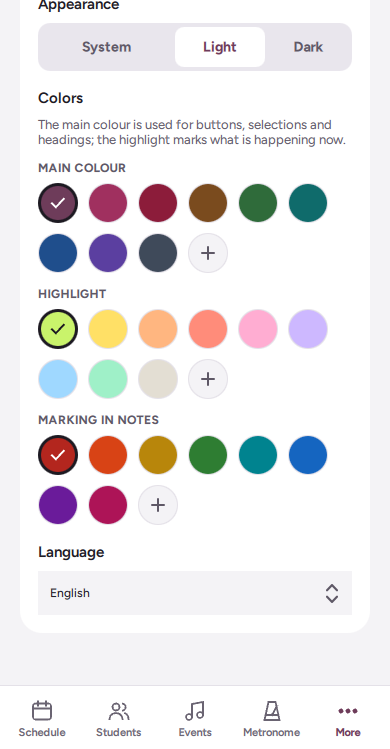 Appearance
System
Light
Dark
Colors
The main colour is used for buttons, selections and
headings; the highlight marks what is happening now.
MAIN COLOUR
HIGHLIGHT
MARKING IN NOTES
Language
English
Schedule
Students
Events
Metronome
More